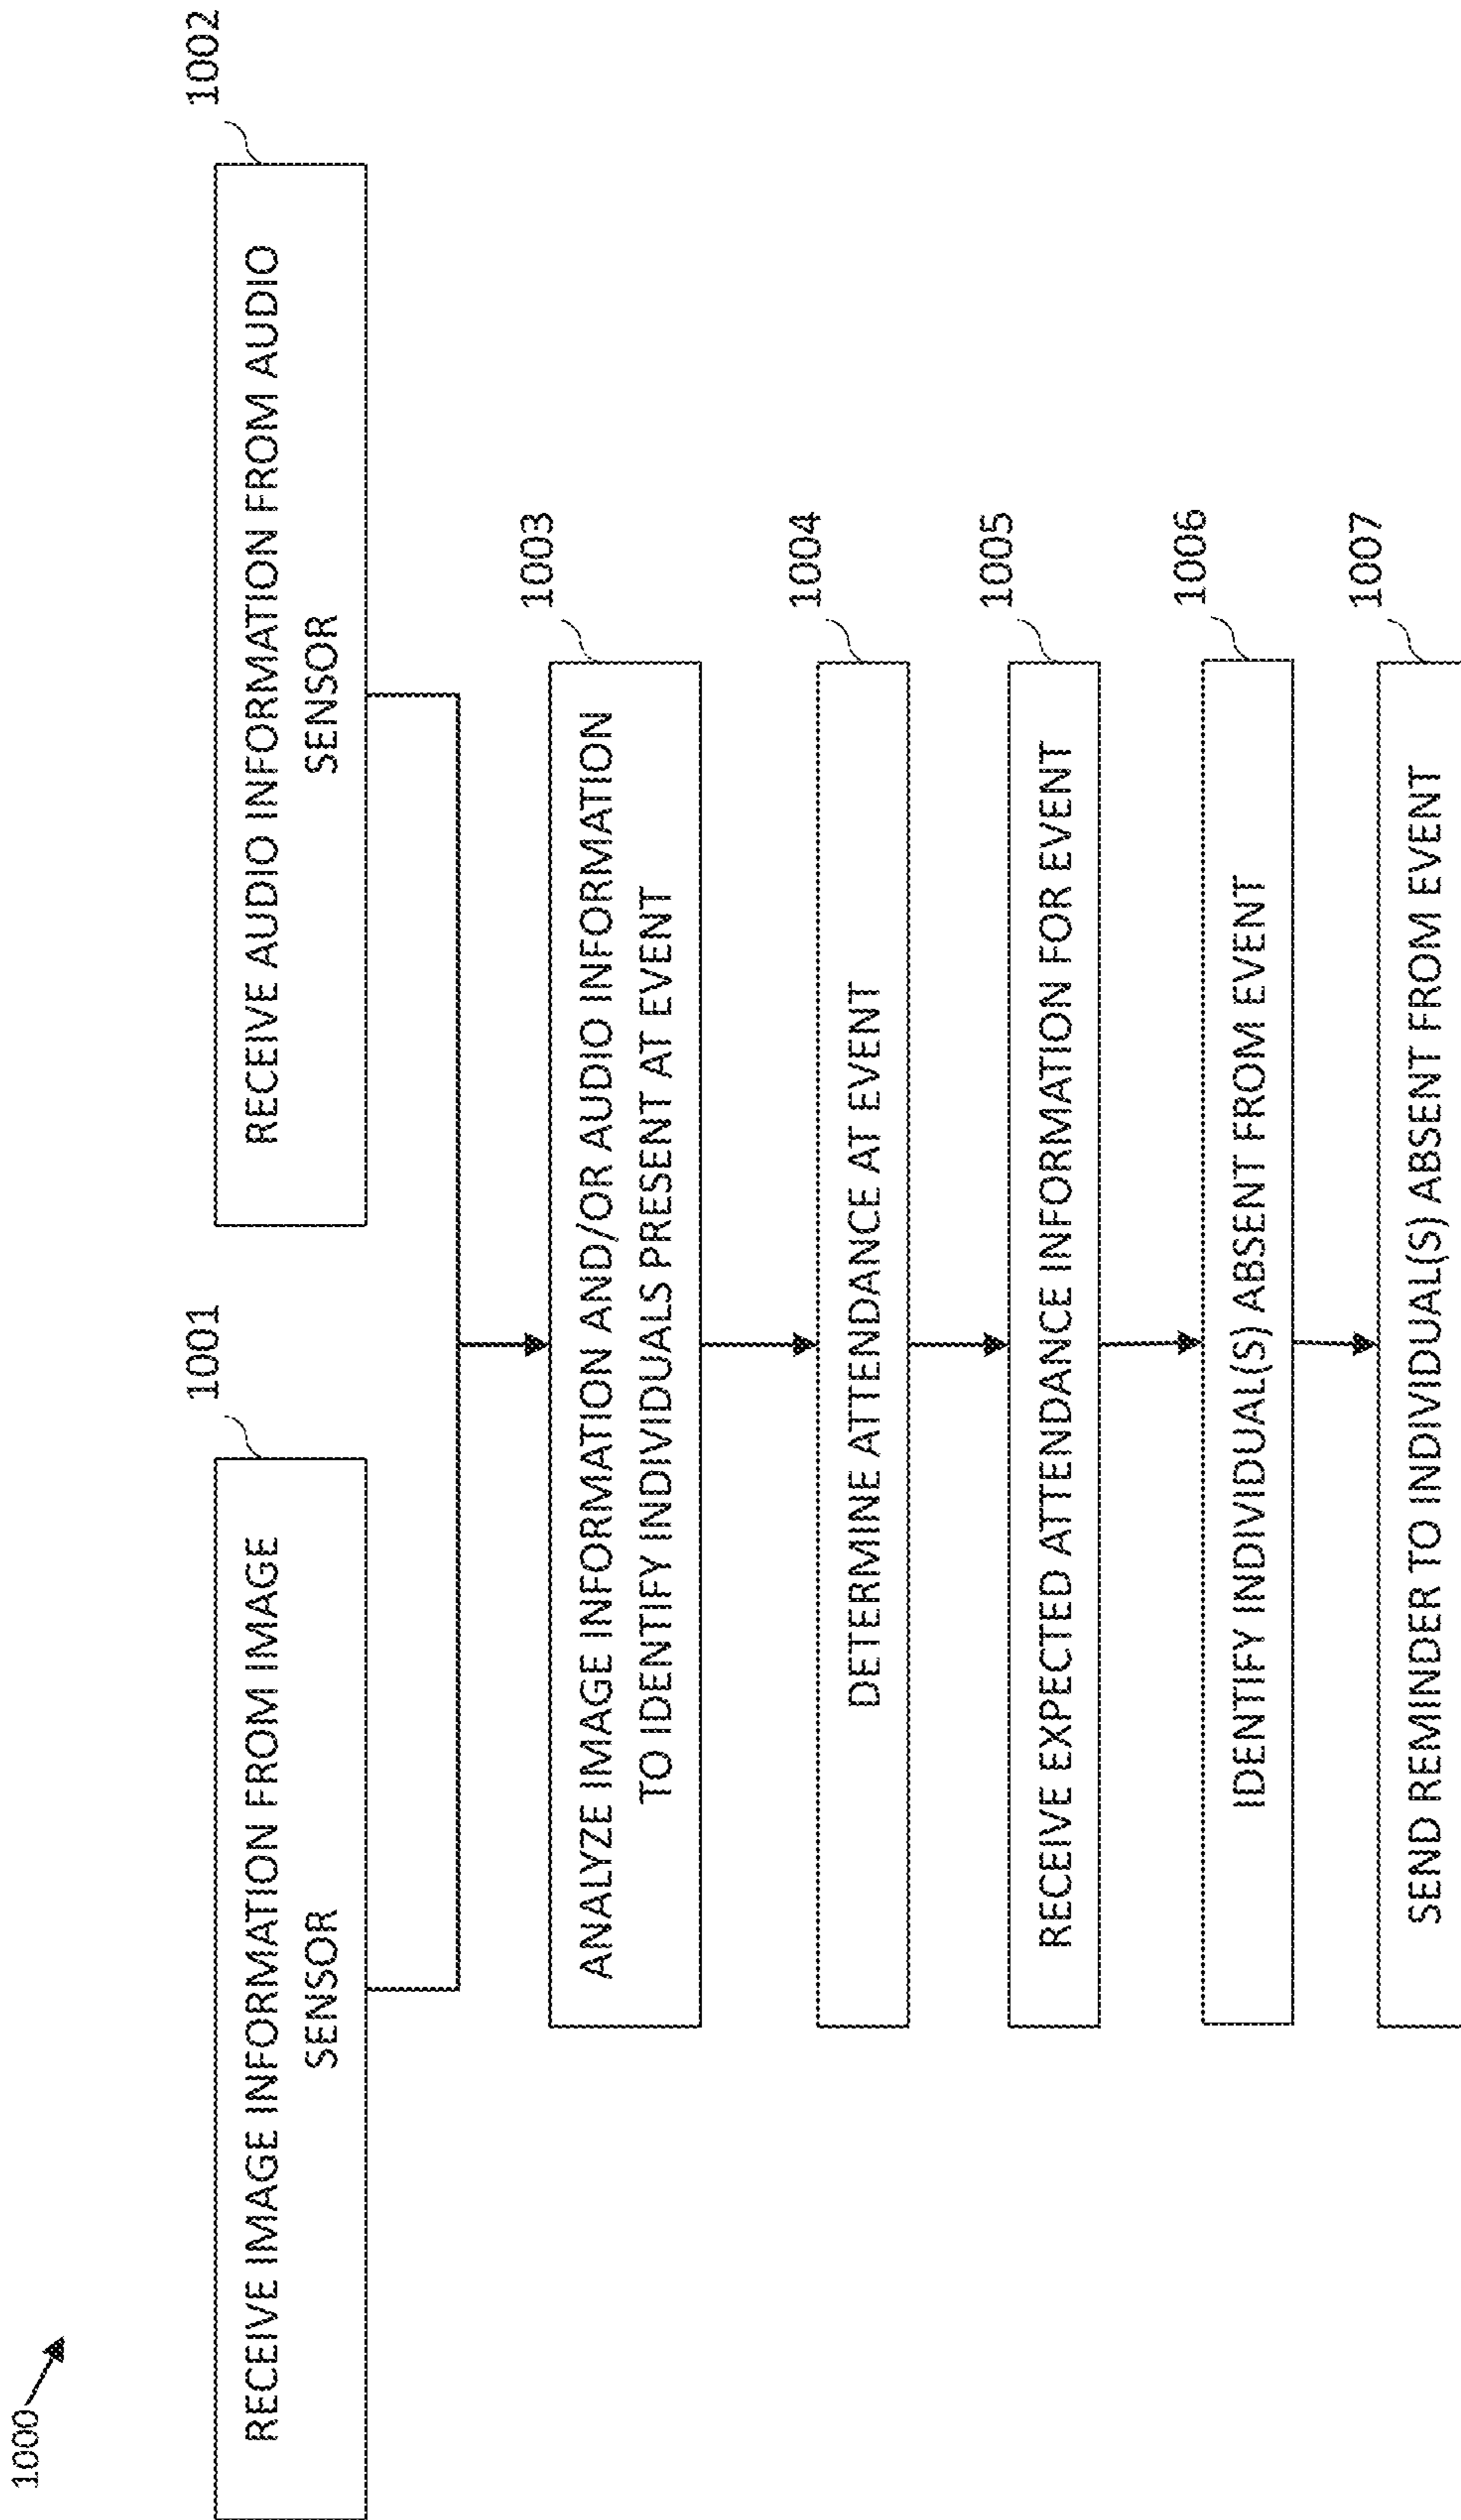 1000
1001
RECEIVE IMAGE INFORMATION FROM IMAGE
SENSOR
1002
RECEIVE AUDIO INFORMATION FROM AUDIO
SENSOR
1003
ANALYZE IMAGE INFORMATION AND/OR AUDIO INFORMATION
TO IDENTIFY INDIVIDUALS PRESENT AT EVENT
1004
DETERMINE ATTENDANCE AT EVENT
1005
RECEIVE EXPECTED ATTENDANCE INFORMATION FOR EVENT
1006
IDENTIFY INDIVIDUAL(S) ABSENT FROM EVENT
1007
SEND REMINDER TO INDIVIDUAL(S) ABSENT FROM EVENT